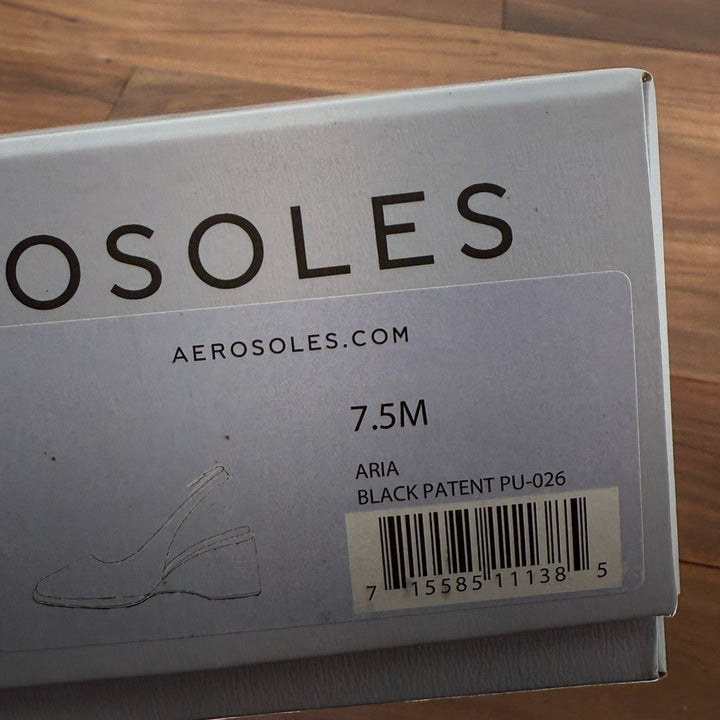 OSOLES
AEROSOLES.COM
7.5M
ARIA
BLACK PATENT PU-026
7 15585 11138 5